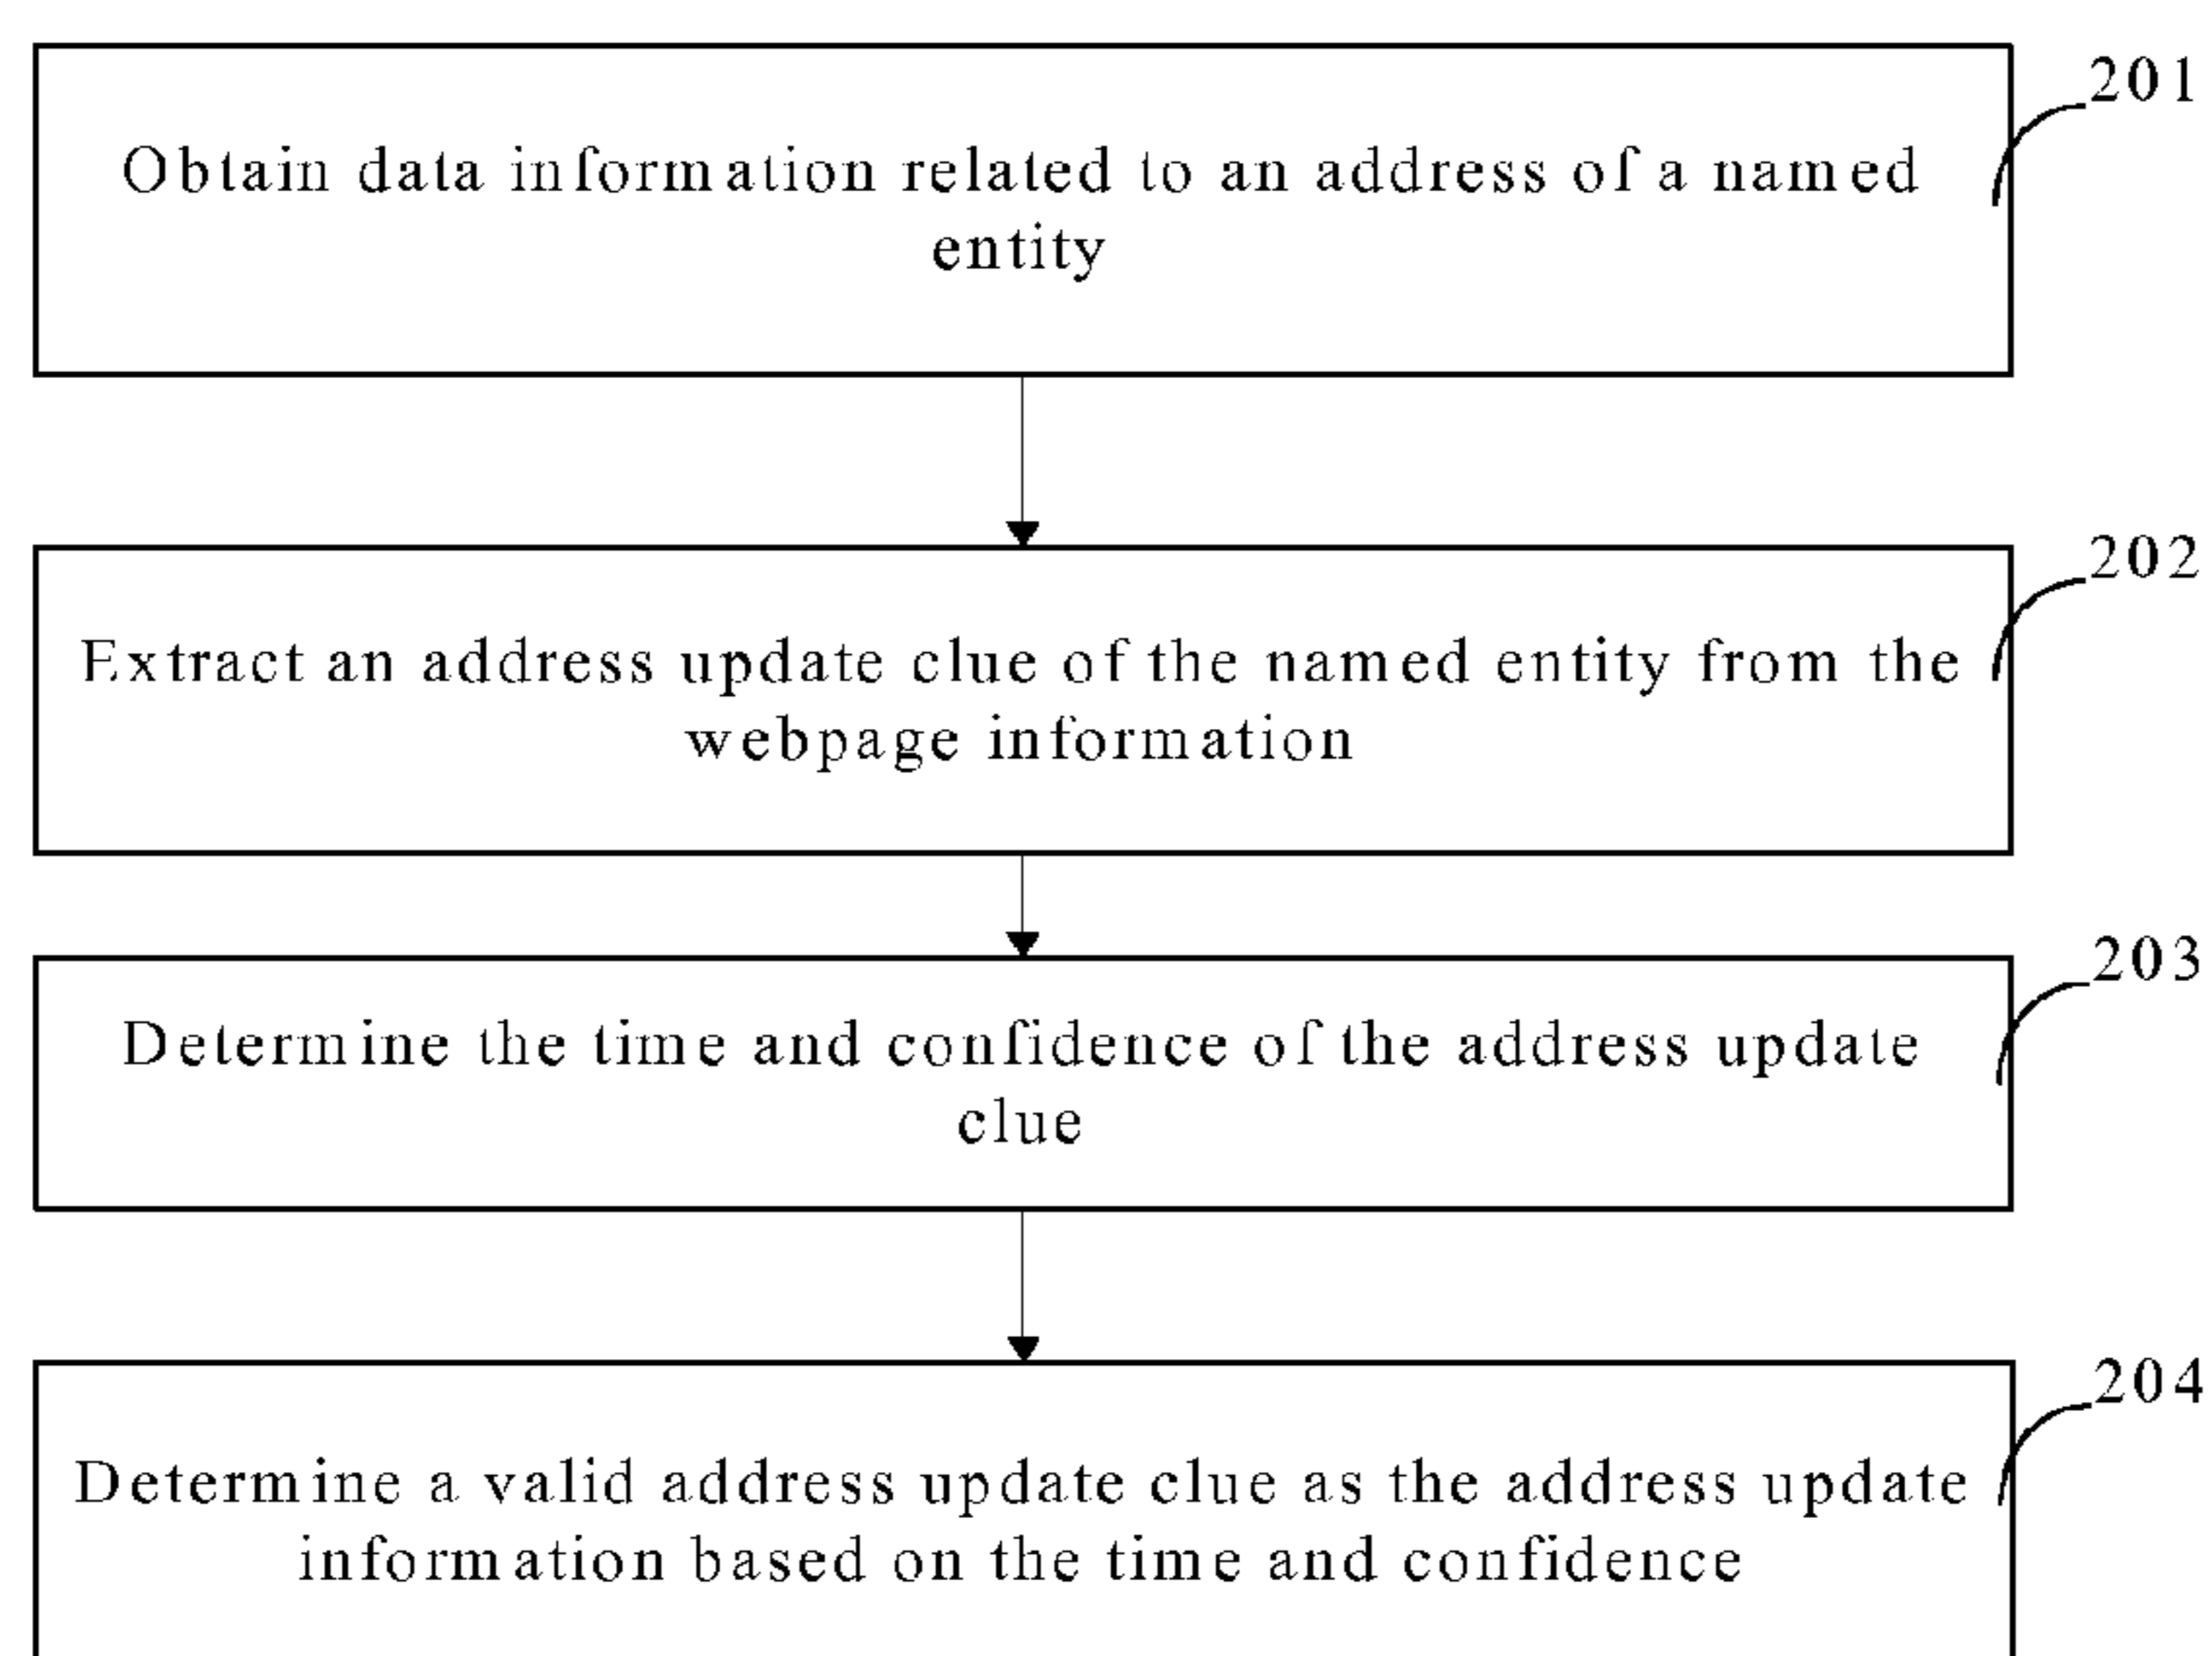 201
Obtain data information related to an address of a named
entity
202
Extract an address update clue of the named entity from the
webpage information
203
Determine the time and confidence of the address update
clue
204
Determine a valid address update clue as the address update
information based on the time and confidence